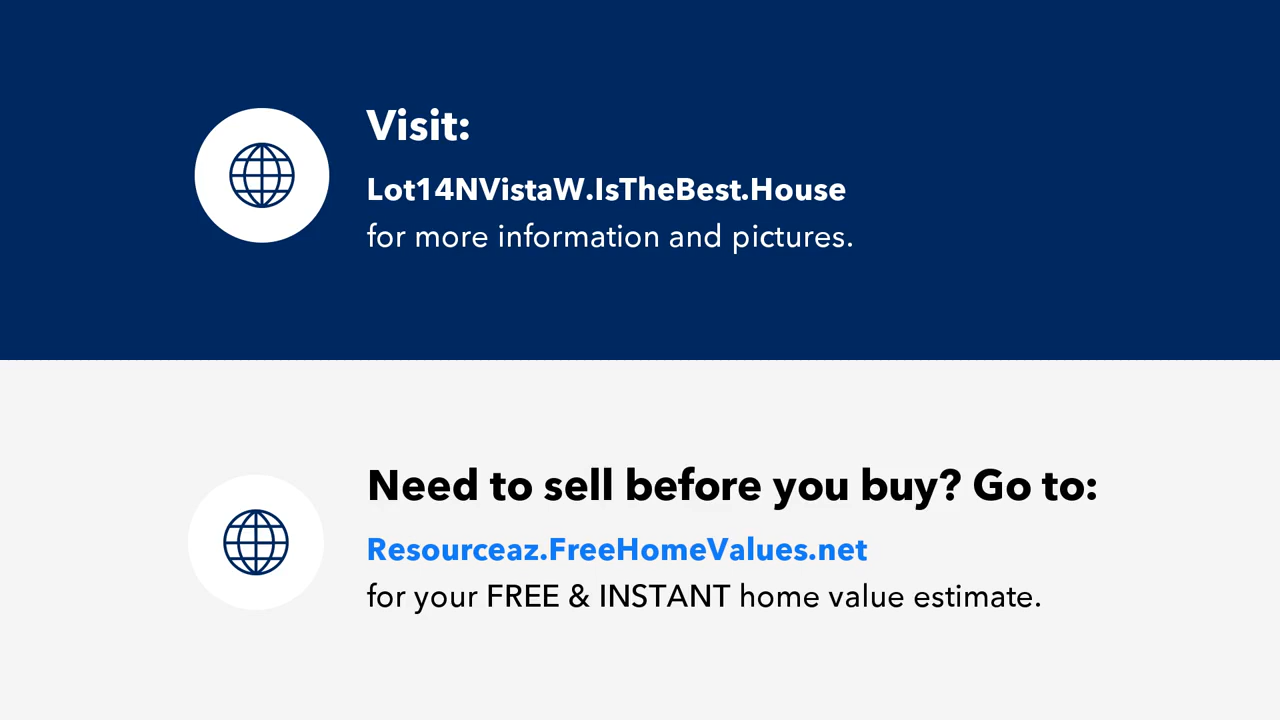 Visit:
Lot14NVistaW.IsTheBest.House
for more information and pictures.
Need to sell before you buy? Go to:
Resourceaz.FreeHomeValues.net
for your FREE & INSTANT home value estimate.